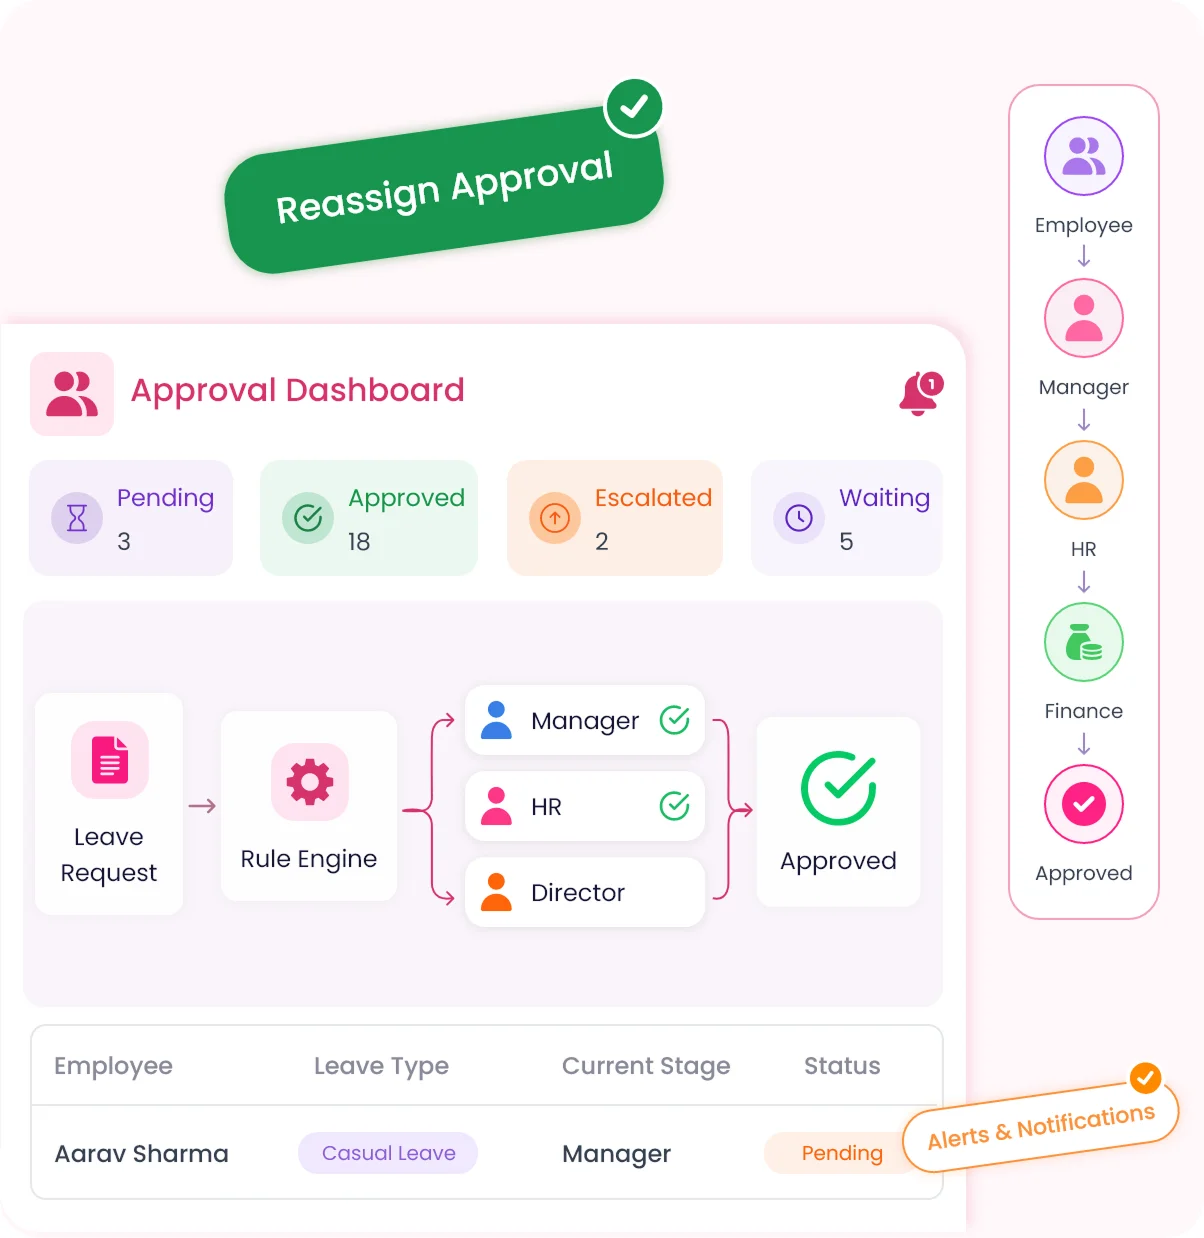 Reassign Approval
Employee
Manager
HR
Finance
Approved
Approval Dashboard
1
Pending
3
Approved
18
Escalated
2
Waiting
5
Leave
Request
Rule Engine
Manager
HR
Director
Approved
Employee Leave Type Current Stage Status
Aarav Sharma Casual Leave Manager Pending
Alerts & Notifications